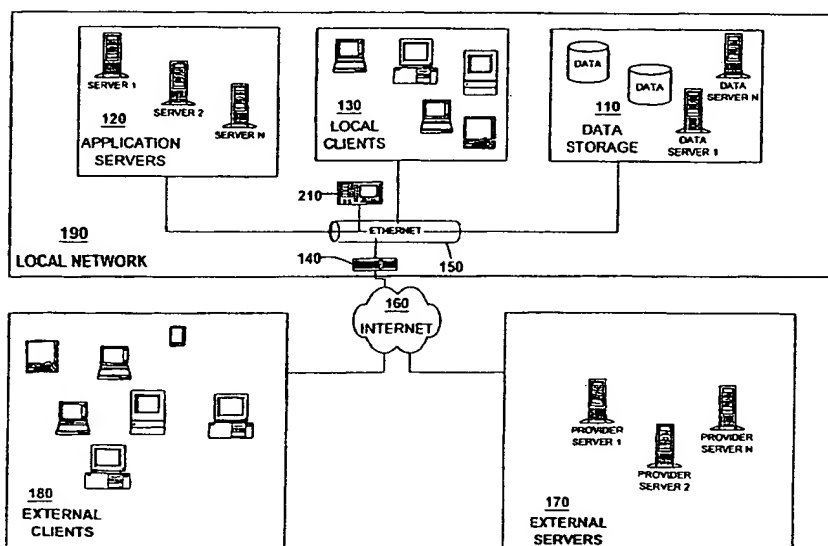 SERVER 1
SERVER 2
SERVER N
120
APPLICATION
SERVERS
130
LOCAL
CLIENTS
DATA
DATA
DATA
SERVER N
DATA
SERVER 1
110
DATA
STORAGE
210
ETHERNET
190
LOCAL NETWORK
140
150
160
INTERNET
180
EXTERNAL
CLIENTS
PROVIDER
SERVER 1
PROVIDER
SERVER 2
PROVIDER
SERVER N
170
EXTERNAL
SERVERS